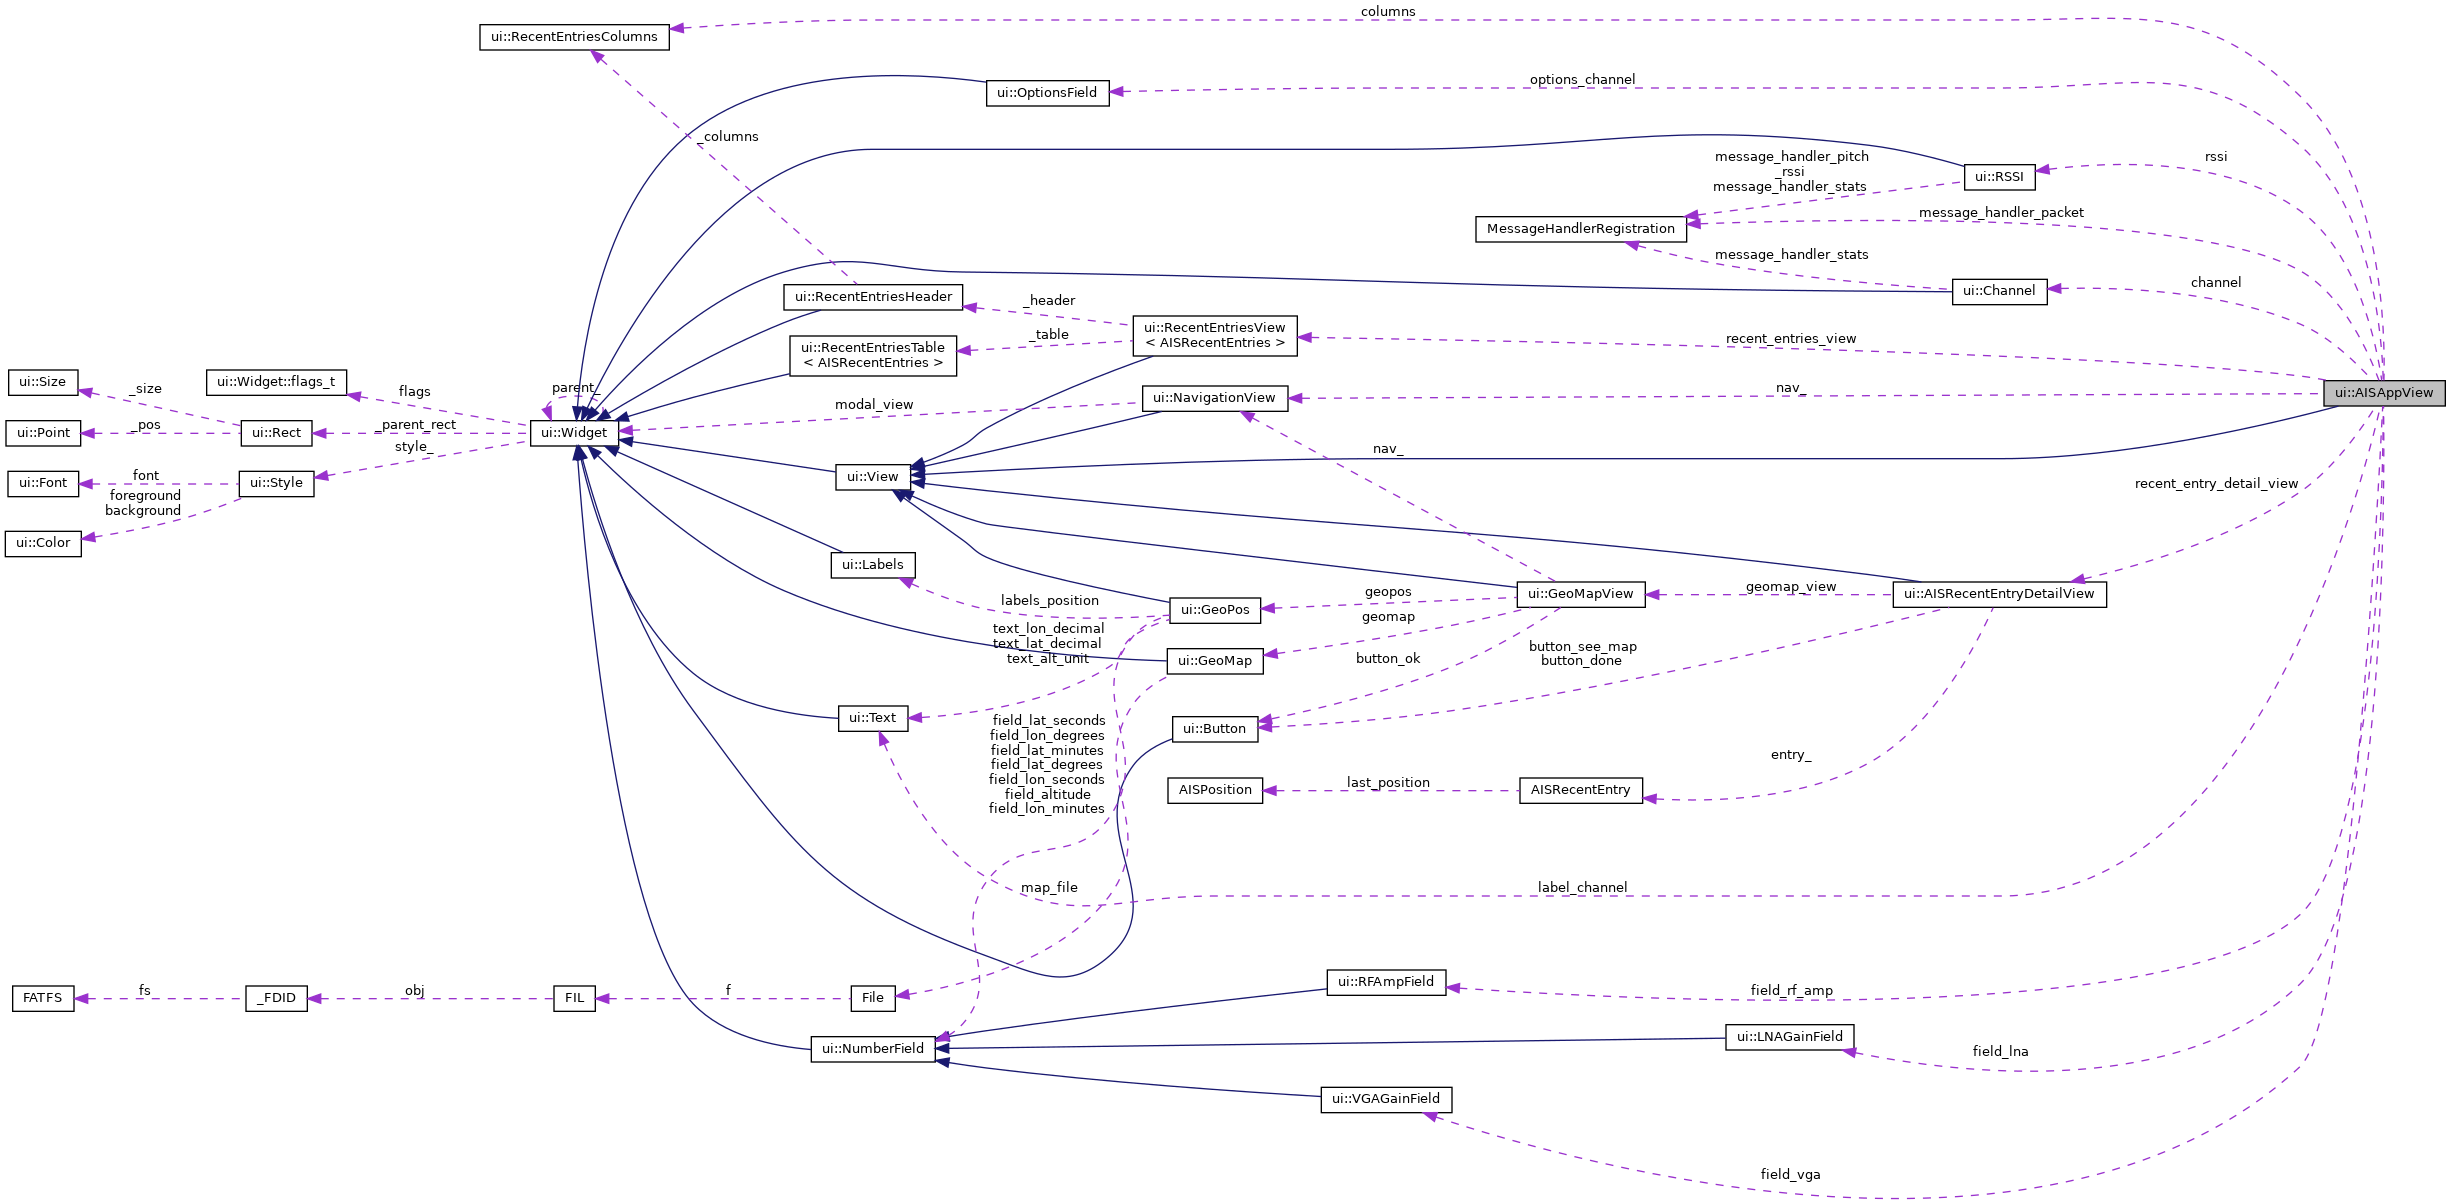 columns
ui::RecentEntriesColumns
options_channel
ui::OptionsField
_columns
message_handler_pitch
_rssi
message_handler_stats
rssi
ui::RSSI
message_handler_packet
MessageHandlerRegistration
message_handler_stats
channel
ui::Channel
ui::RecentEntriesHeader
_header
ui::RecentEntriesView
< AISRecentEntries >
_table
recent_entries_view
ui::RecentEntriesTable
< AISRecentEntries >
ui::Size
_size
ui::Widget::flags_t
flags
parent_
nav_
ui::AISAppView
modal_view
ui::NavigationView
ui::Point
_pos
ui::Rect
_parent_rect
ui::Widget
style_
nav_
ui::View
ui::Font
font
ui::Style
foreground
background
recent_entry_detail_view
ui::Color
ui::Labels
labels_position
ui::GeoPos
geopos
ui::GeoMapView
geomap_view
ui::AISRecentEntryDetailView
geomap
text_lon_decimal
text_lat_decimal
text_alt_unit
ui::GeoMap
button_ok
button_see_map
button_done
ui::Text
ui::Button
field_lat_seconds
field_lon_degrees
field_lat_minutes
field_lat_degrees
field_lon_seconds
field_altitude
field_lon_minutes
entry_
AISPosition
last_position
AISRecentEntry
map_file
label_channel
FATFS
fs
_FDID
obj
FIL
f
File
ui::RFAmpField
field_rf_amp
ui::NumberField
ui::LNAGainField
field_lna
ui::VGAGainField
field_vga